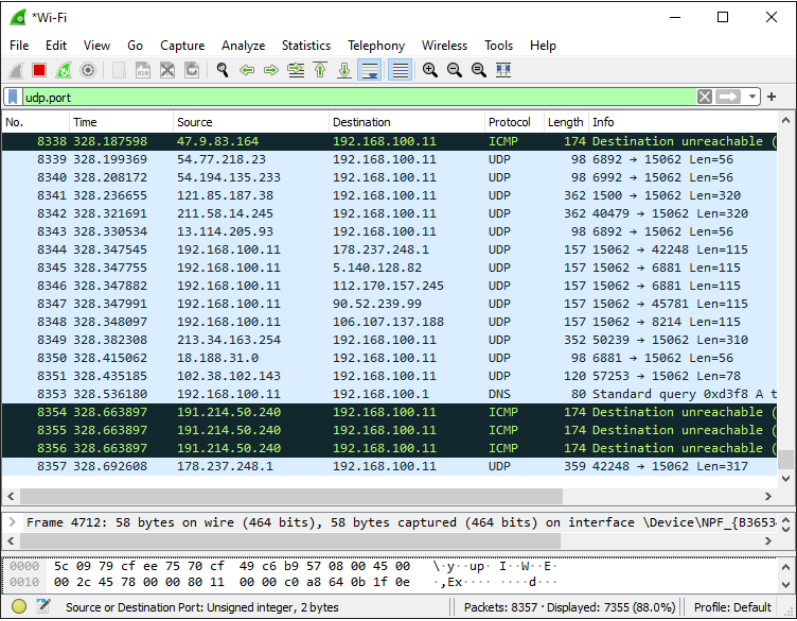 *Wi-Fi
File Edit View Go Capture Analyze Statistics Telephony Wireless Tools Help
udp.port
No. Time Source Destination Protocol Length Info
8338 328.187598 47.9.83.164 192.168.100.11 ICMP 174 Destination unreachable (
8339 328.199369 54.77.218.23 192.168.100.11 UDP 98 6892 → 15062 Len=56
8340 328.208172 54.194.135.233 192.168.100.11 UDP 98 6992 → 15062 Len=56
8341 328.236655 121.85.187.38 192.168.100.11 UDP 362 1500 → 15062 Len=320
8342 328.321691 211.58.14.245 192.168.100.11 UDP 362 40479 → 15062 Len=320
8343 328.330534 13.114.205.93 192.168.100.11 UDP 98 6892 → 15062 Len=56
8344 328.347545 192.168.100.11 178.237.248.1 UDP 157 15062 → 42248 Len=115
8345 328.347755 192.168.100.11 5.140.128.82 UDP 157 15062 → 6881 Len=115
8346 328.347882 192.168.100.11 112.170.157.245 UDP 157 15062 → 6881 Len=115
8347 328.347991 192.168.100.11 90.52.239.99 UDP 157 15062 → 45781 Len=115
8348 328.348097 192.168.100.11 106.107.137.188 UDP 157 15062 → 8214 Len=115
8349 328.382308 213.34.163.254 192.168.100.11 UDP 352 50239 → 15062 Len=310
8350 328.415062 18.188.31.0 192.168.100.11 UDP 98 6881 → 15062 Len=56
8351 328.435185 102.38.102.143 192.168.100.11 UDP 120 57253 → 15062 Len=78
8353 328.536180 192.168.100.11 192.168.100.1 DNS 80 Standard query 0xd3f8 A t
8354 328.663897 191.214.50.240 192.168.100.11 ICMP 174 Destination unreachable (
8355 328.663897 191.214.50.240 192.168.100.11 ICMP 174 Destination unreachable (
8356 328.663897 191.214.50.240 192.168.100.11 ICMP 174 Destination unreachable (
8357 328.692608 178.237.248.1 192.168.100.11 UDP 359 42248 → 15062 Len=317
Frame 4712: 58 bytes on wire (464 bits), 58 bytes captured (464 bits) on interface \Device\NPF_{B3653
0000 5c 09 79 cf ee 75 70 cf 49 c6 b9 57 08 00 45 00 \·y··up· I··W··E·
0010 00 2c 45 78 00 00 80 11 00 00 c0 a8 64 0b 1f 0e ·,Ex···· ····d···
Source or Destination Port: Unsigned integer, 2 bytes Packets: 8357 · Displayed: 7355 (88.0%) Profile: Default